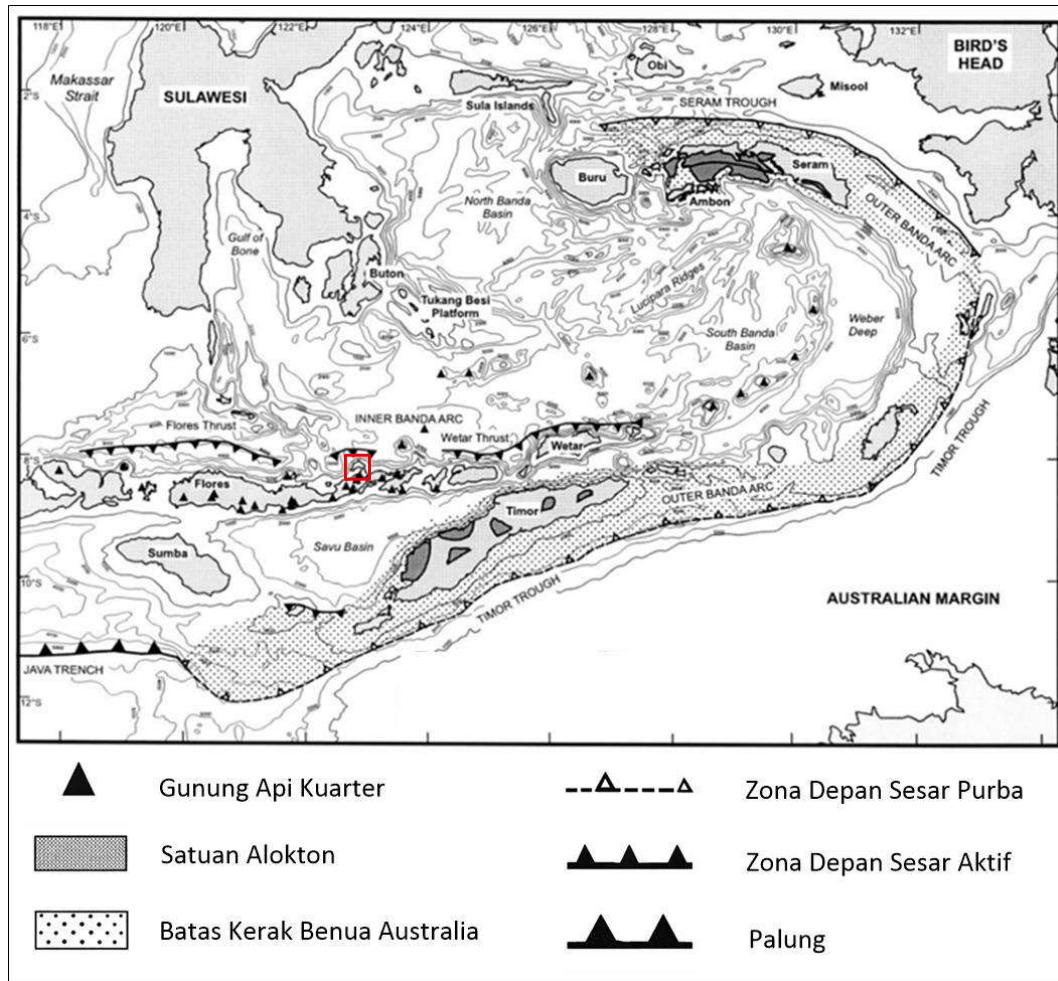 118°E
120°E
122°E
124°E
126°E
128°E
130°E
132°E
Makassar
Strait
SULAWESI
Obi
BIRD'S
HEAD
2°S
Sula Islands
Misool
SERAM TROUGH
Buru
Seram
Ambon
4°S
North Banda
Basin
Gulf of
Bone
OUTER BANDA ARC
Buton
Tukang Besi
Platform
Lucipara Ridges
South Banda
Basin
Weber
Deep
6°S
INNER BANDA ARC
Flores Thrust
Wetar Thrust
Wetar
8°S
Flores
TIMOR TROUGH
OUTER BANDA ARC
Timor
Savu Basin
Sumba
10°S
TIMOR TROUGH
AUSTRALIAN MARGIN
JAVA TRENCH
12°S
Gunung Api Kuarter
Zona Depan Sesar Purba
Satuan Alokton
Zona Depan Sesar Aktif
Batas Kerak Benua Australia
Palung